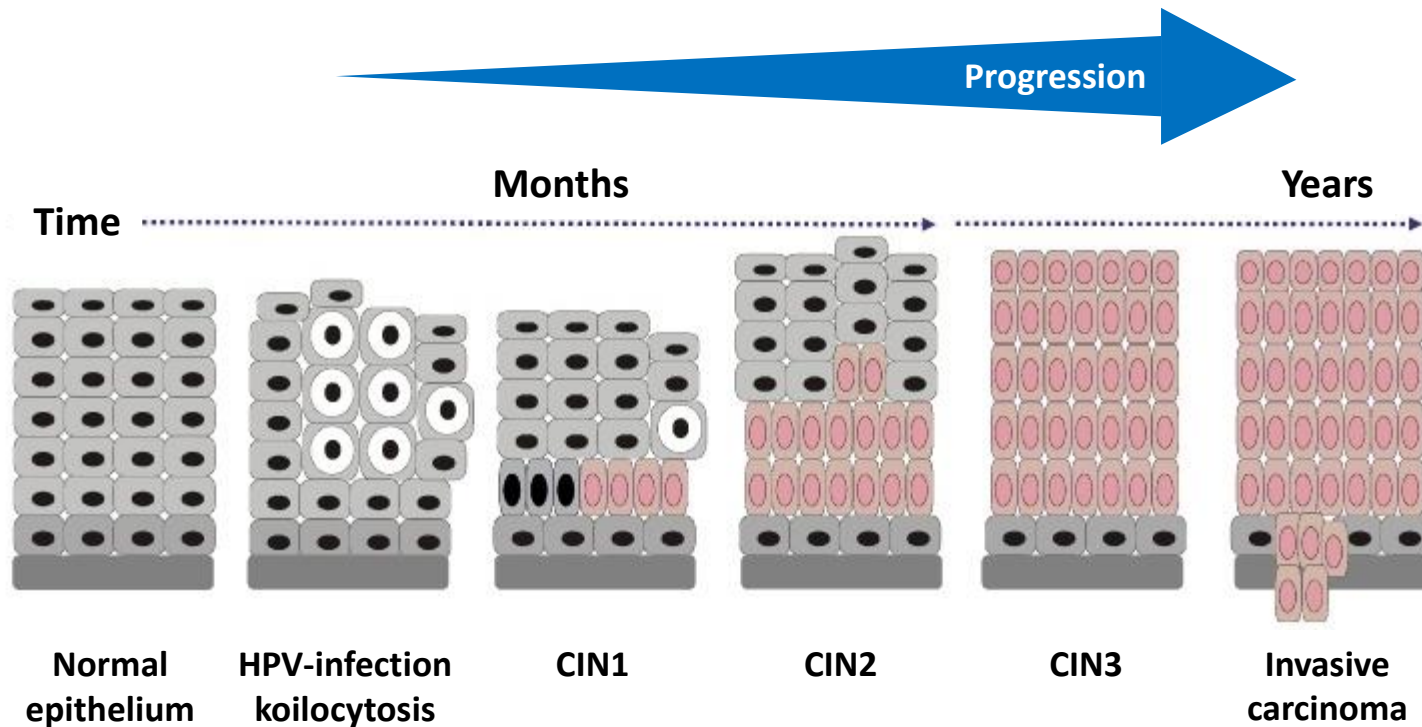 Progression
Months
Years
Time
Normal
epithelium
HPV-infection
koilocytosis
CIN1
CIN2
CIN3
Invasive
carcinoma